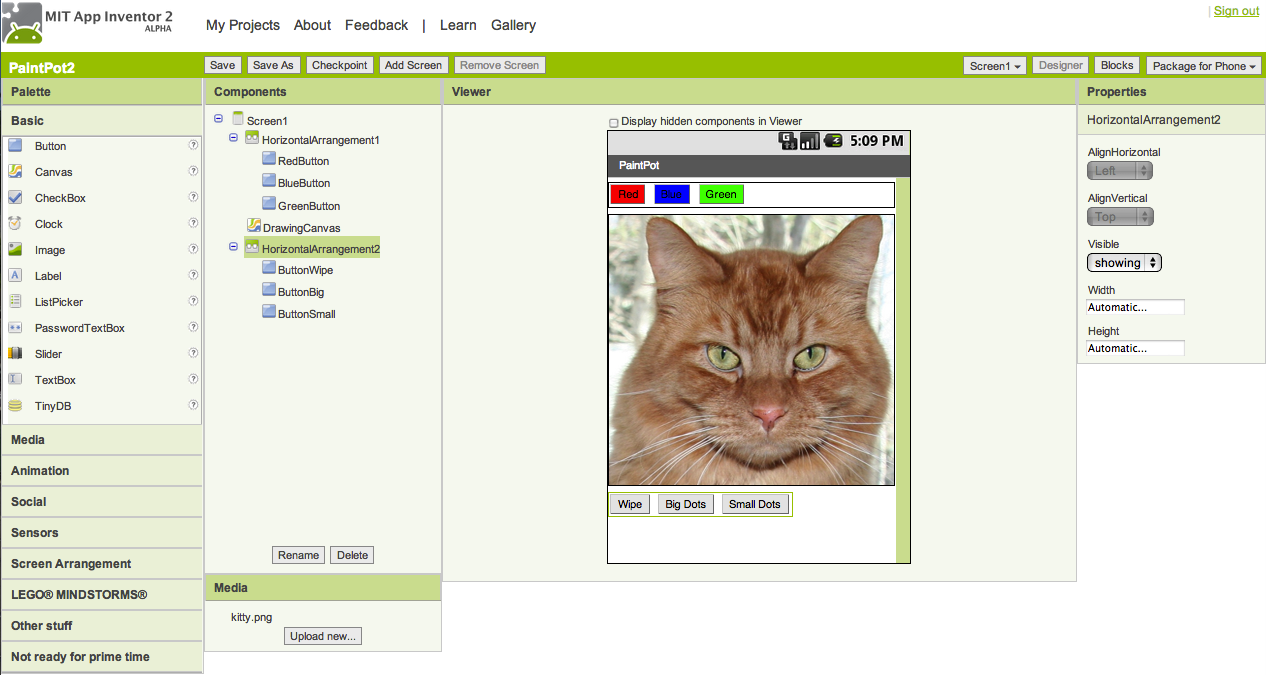 MIT App Inventor 2
ALPHA
My Projects About Feedback | Learn Gallery
| Sign out
PaintPot2
Save Save As Checkpoint Add Screen Remove Screen
Screen1 Designer Blocks Package for Phone
Palette
Basic
Button ?
Canvas ?
CheckBox ?
Clock ?
Image ?
A Label ?
ListPicker ?
PasswordTextBox ?
Slider ?
TextBox ?
TinyDB ?
Media
Animation
Social
Sensors
Screen Arrangement
LEGO® MINDSTORMS®
Other stuff
Not ready for prime time
Components
Screen1
HorizontalArrangement1
RedButton
BlueButton
GreenButton
DrawingCanvas
HorizontalArrangement2
ButtonWipe
ButtonBig
ButtonSmall
Rename Delete
Media
kitty.png
Upload new...
Viewer
Display hidden components in Viewer
G 5:09 PM
PaintPot
Red Blue Green
Wipe Big Dots Small Dots
Properties
HorizontalArrangement2
AlignHorizontal
Left
AlignVertical
Top
Visible
showing
Width
Automatic...
Height
Automatic...